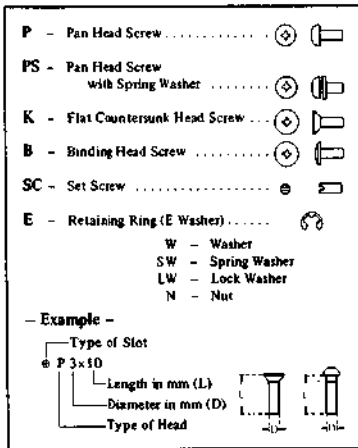 P – Pan Head Screw
PS – Pan Head Screw
with Spring Washer
K – Flat Countersunk Head Screw
B – Binding Head Screw
SC – Set Screw
E – Retaining Ring (E Washer)
W – Washer
SW – Spring Washer
LW – Lock Washer
N – Nut
– Example –
Type of Slot
⊕ P 3×10
Length in mm (L)
Diameter in mm (D)
Type of Head
L L
D D